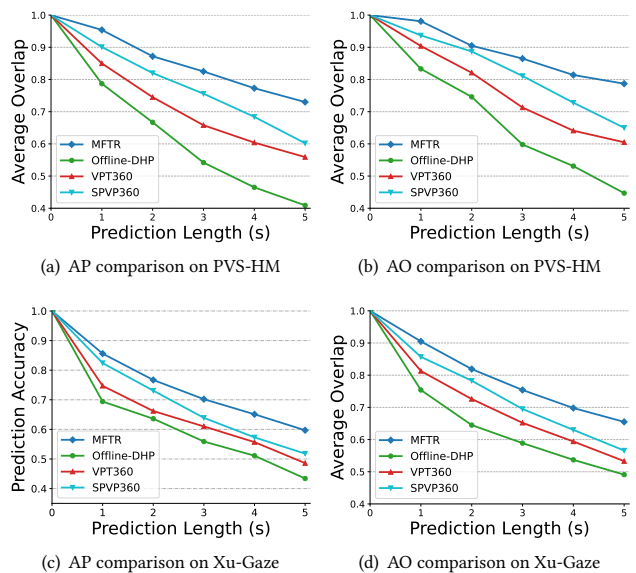 1.0
0.9
0.8
0.7
0.6
0.5
0.4
Average Overlap
MFTR
Offline-DHP
VPT360
SPVP360
0 1 2 3 4 5
Prediction Length (s)
(a) AP comparison on PVS-HM
1.0
0.9
0.8
0.7
0.6
0.5
0.4
Average Overlap
MFTR
Offline-DHP
VPT360
SPVP360
0 1 2 3 4 5
Prediction Length (s)
(b) AO comparison on PVS-HM
1.0
0.9
0.8
0.7
0.6
0.5
0.4
Prediction Accuracy
MFTR
Offline-DHP
VPT360
SPVP360
0 1 2 3 4 5
Prediction Length (s)
(c) AP comparison on Xu-Gaze
1.0
0.9
0.8
0.7
0.6
0.5
0.4
Average Overlap
MFTR
Offline-DHP
VPT360
SPVP360
0 1 2 3 4 5
Prediction Length (s)
(d) AO comparison on Xu-Gaze